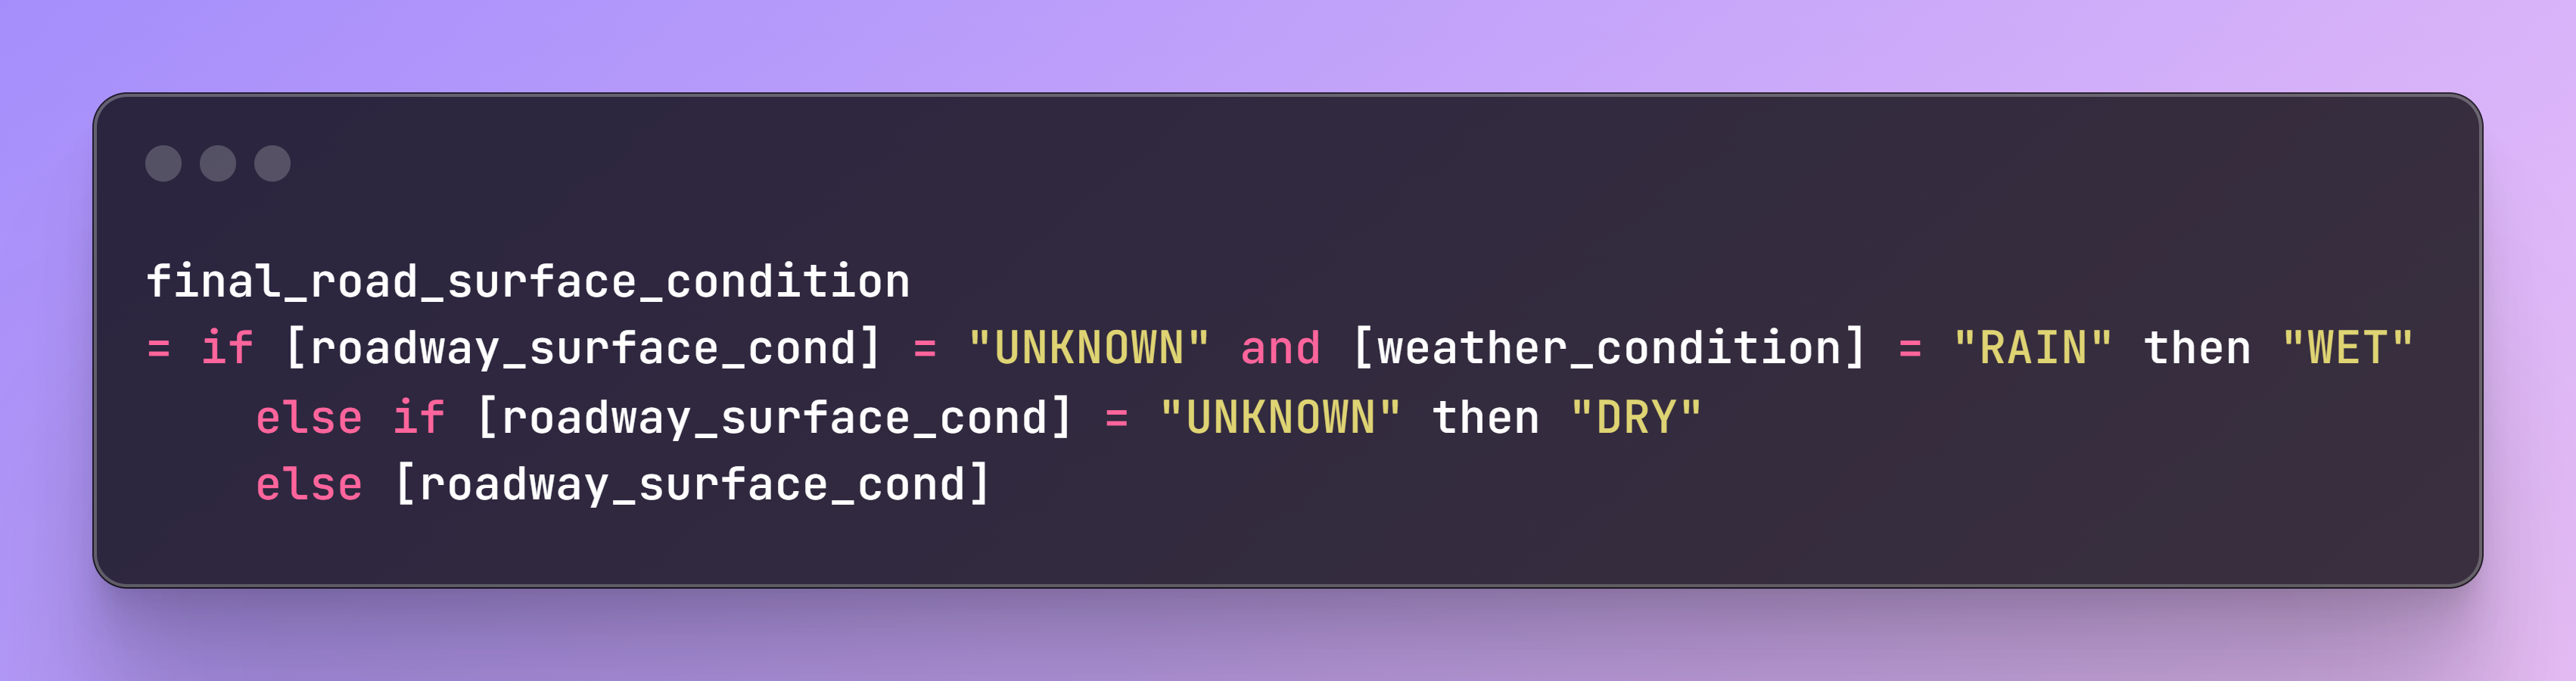 final_road_surface_condition
= if [roadway_surface_cond] = "UNKNOWN" and [weather_condition] = "RAIN" then "WET"
    else if [roadway_surface_cond] = "UNKNOWN" then "DRY"
    else [roadway_surface_cond]